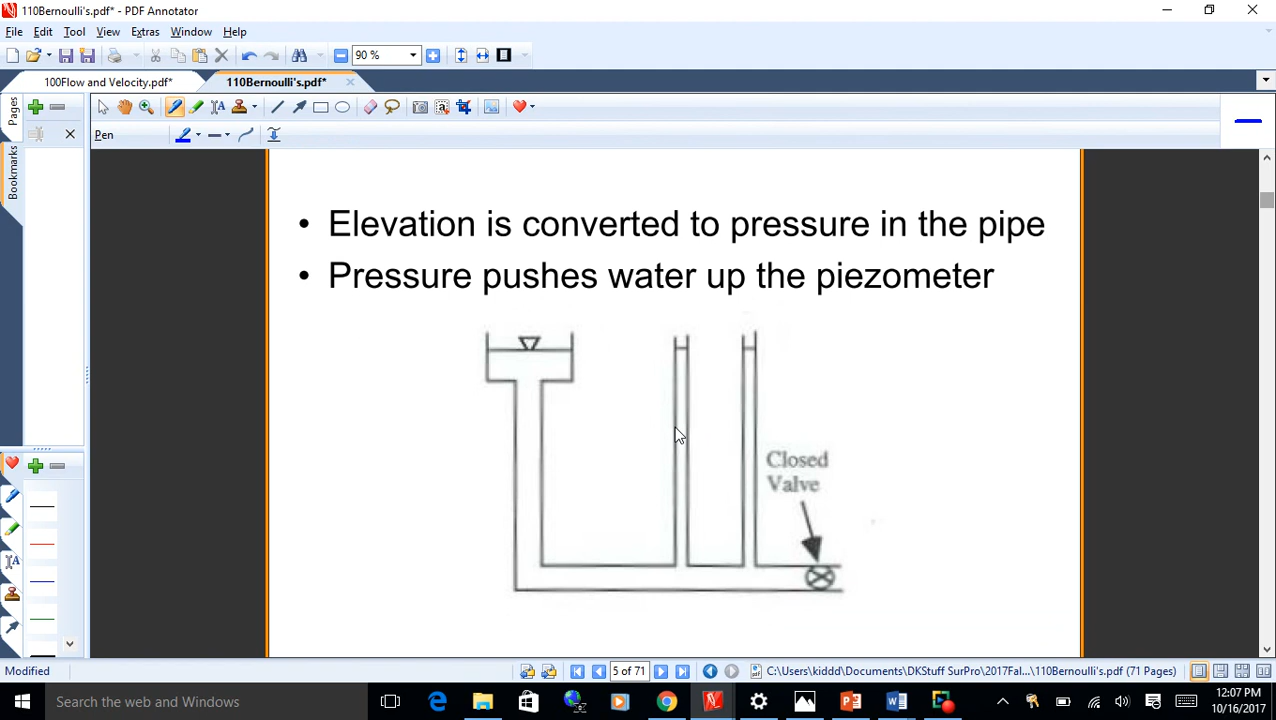 110Bernoulli's.pdf* - PDF Annotator
File Edit Tool View Extras Window Help
90 %
100Flow and Velocity.pdf* 110Bernoulli's.pdf*
Pen
Pages
Bookmarks
• Elevation is converted to pressure in the pipe
• Pressure pushes water up the piezometer
Closed
Valve
Modified 5 of 71 C:\Users\kiddd\Documents\DKStuff SurPro\2017Fal...\110Bernoulli's.pdf (71 Pages)
Search the web and Windows
12:07 PM
10/16/2017